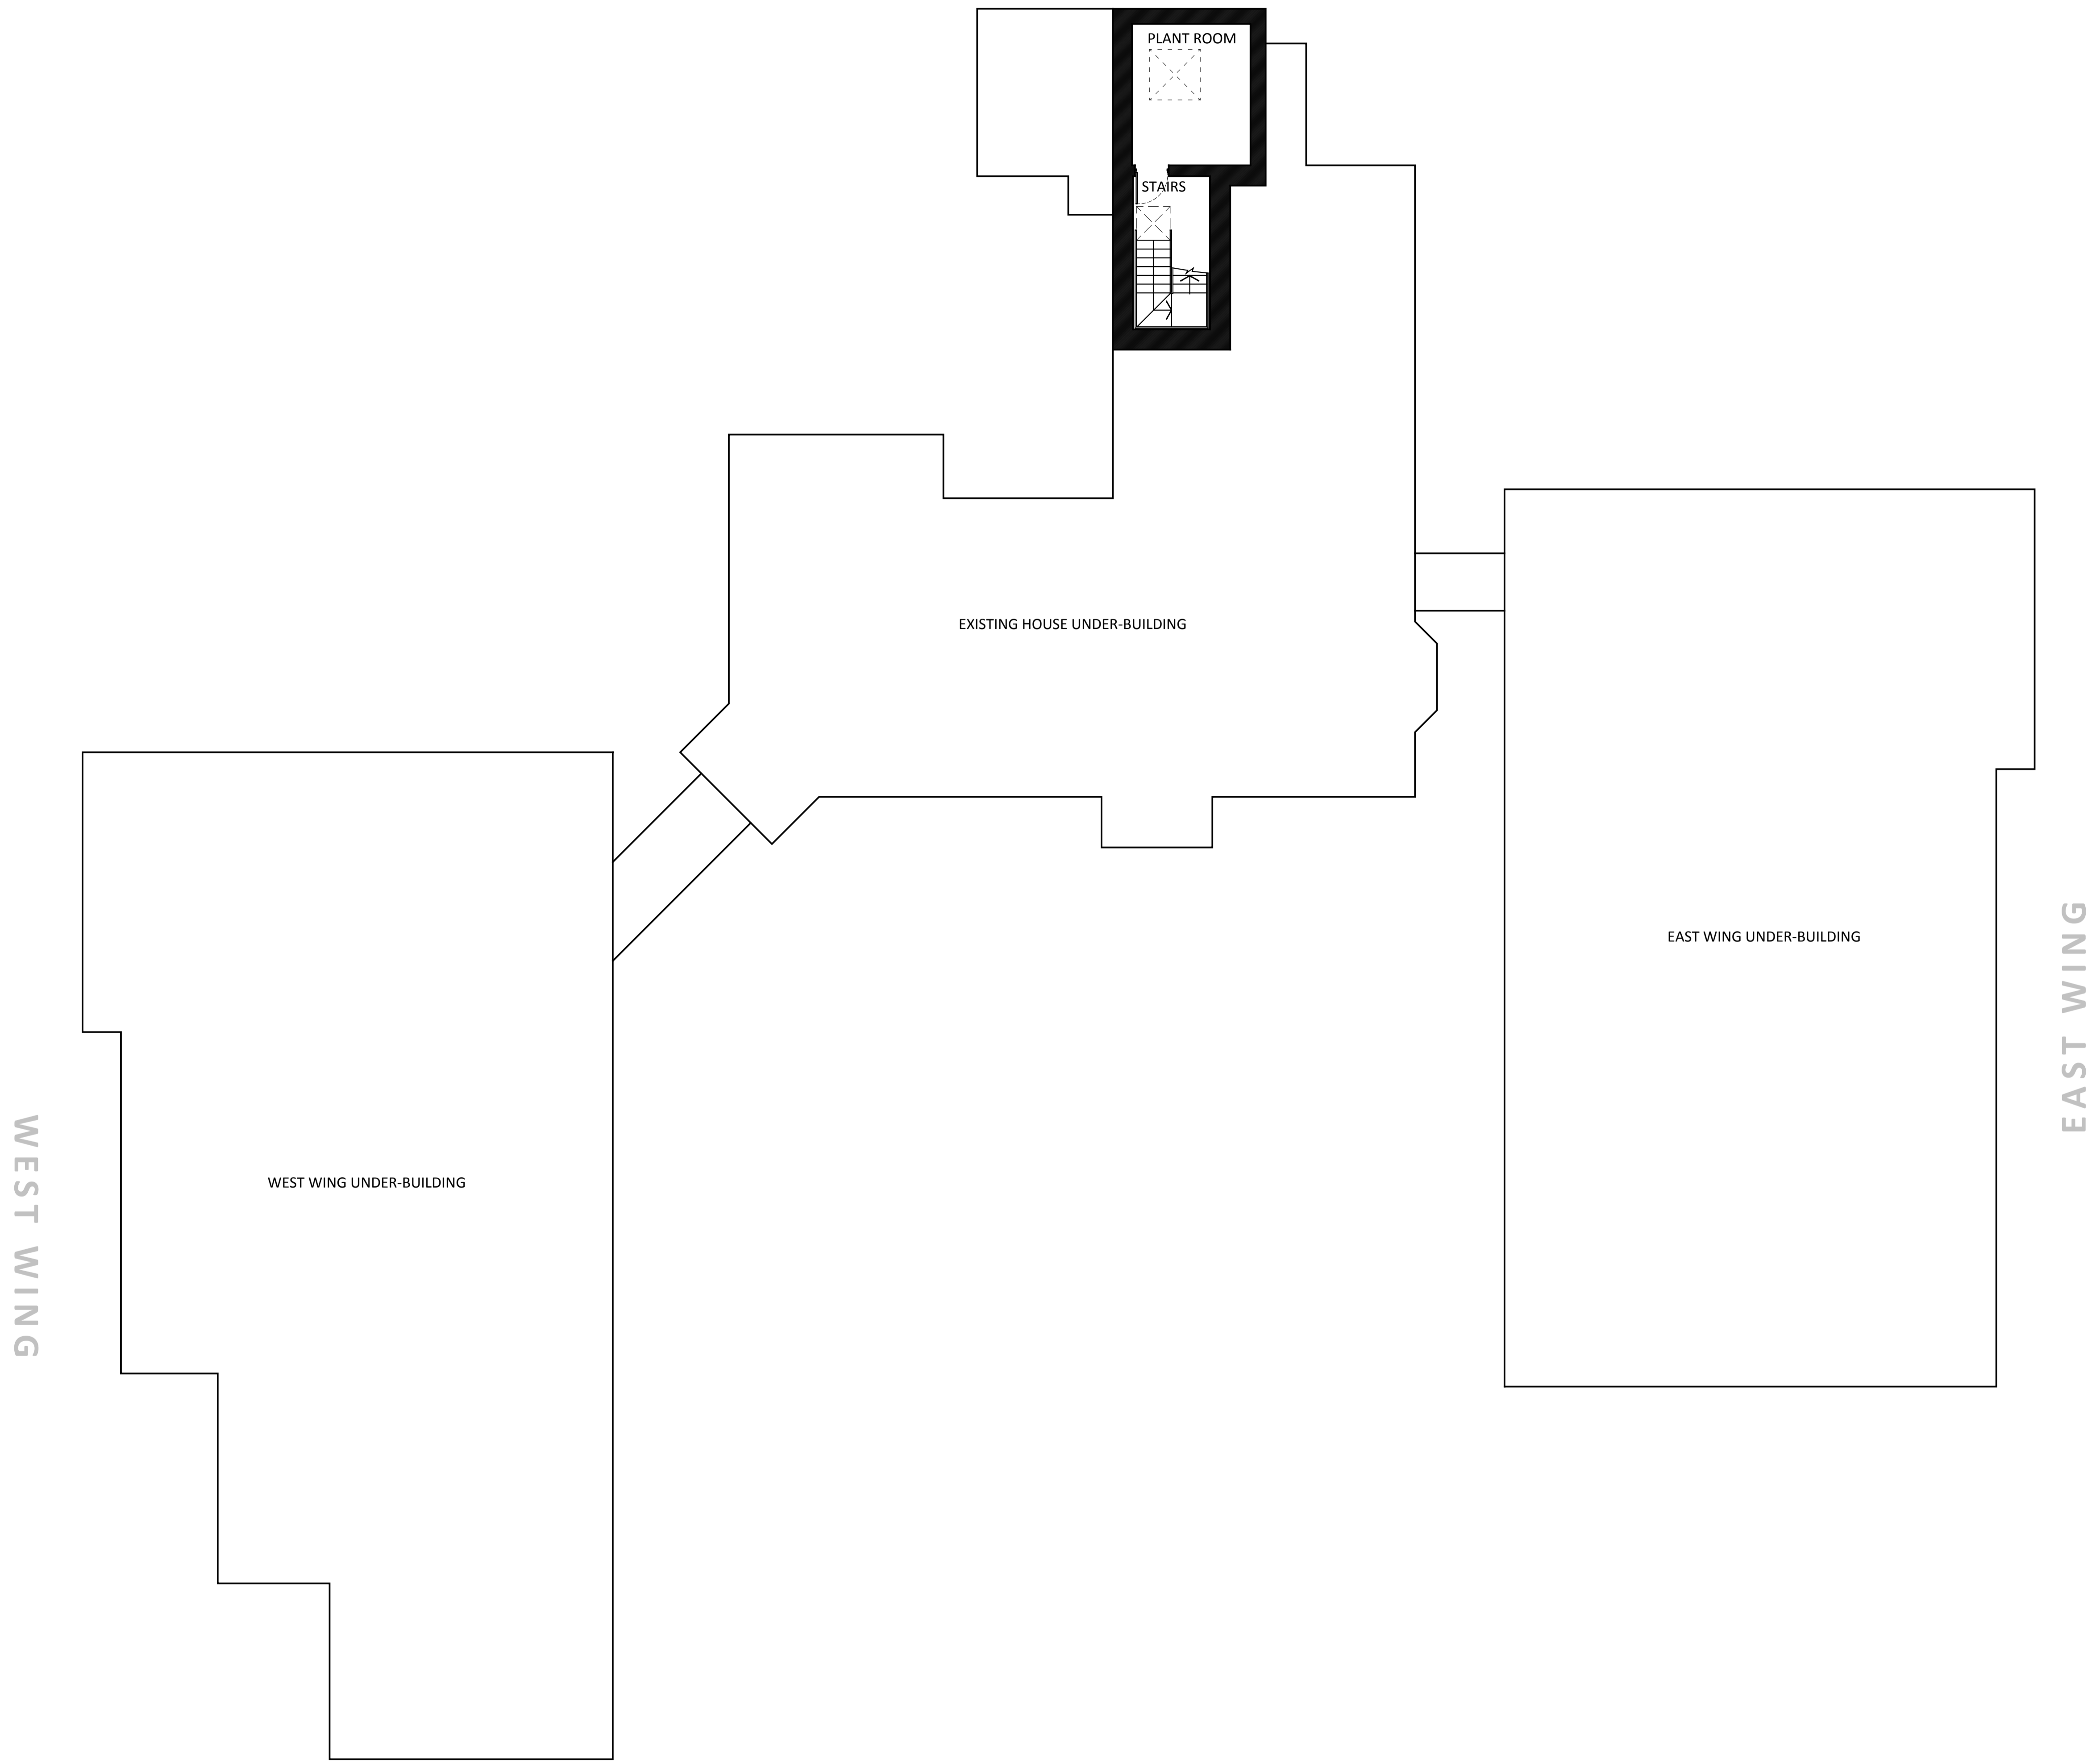 PLANT ROOM
STAIRS
EXISTING HOUSE UNDER-BUILDING
EAST WING UNDER-BUILDING
EAST WING
WEST WING UNDER-BUILDING
WEST WING